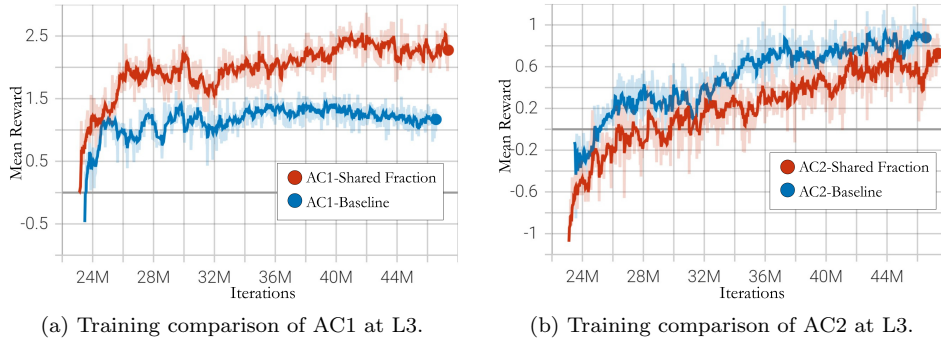 2.5
1.5
0.5
-0.5
Mean Reward
AC1-Shared Fraction
AC1-Baseline
24M 28M 32M 36M 40M 44M
Iterations
(a) Training comparison of AC1 at L3.
1
0.6
0.2
-0.2
-0.6
-1
Mean Reward
AC2-Shared Fraction
AC2-Baseline
24M 28M 32M 36M 40M 44M
Iterations
(b) Training comparison of AC2 at L3.